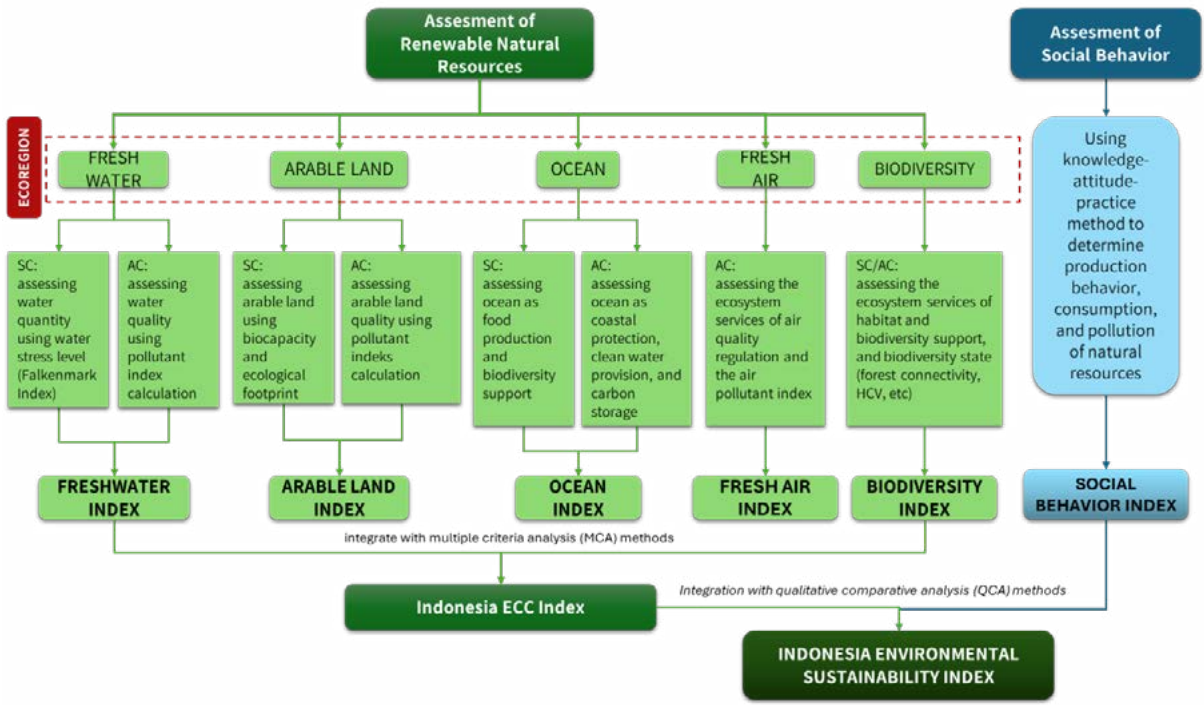 Assesment of
Renewable Natural
Resources
Assesment of
Social Behavior
ECOREGION
FRESH
WATER
ARABLE LAND
OCEAN
FRESH
AIR
BIODIVERSITY
Using
knowledge-
attitude-
practice
method to
determine
production
behavior,
consumption,
and pollution
of natural
resources
SC:
assessing
water
quantity
using water
stress level
(Falkenmark
Index)
AC:
assessing
water
quality
using
pollutant
index
calculation
SC:
assessing
arable land
using
biocapacity
and
ecological
footprint
AC:
assessing
arable land
quality using
pollutant
indeks
calculation
SC:
assessing
ocean as
food
production
and
biodiversity
support
AC:
assessing
ocean as
coastal
protection,
clean water
provision, and
carbon
storage
AC:
assessing the
ecosystem
services of air
quality
regulation and
the air
pollutant index
SC/AC:
assessing the
ecosystem services of
habitat and
biodiversity support,
and biodiversity state
(forest connectivity,
HCV, etc)
FRESHWATER
INDEX
ARABLE LAND
INDEX
OCEAN
INDEX
FRESH AIR
INDEX
BIODIVERSITY
INDEX
SOCIAL
BEHAVIOR INDEX
integrate with multiple criteria analysis (MCA) methods
Integration with qualitative comparative analysis (QCA) methods
Indonesia ECC Index
INDONESIA ENVIRONMENTAL
SUSTAINABILITY INDEX